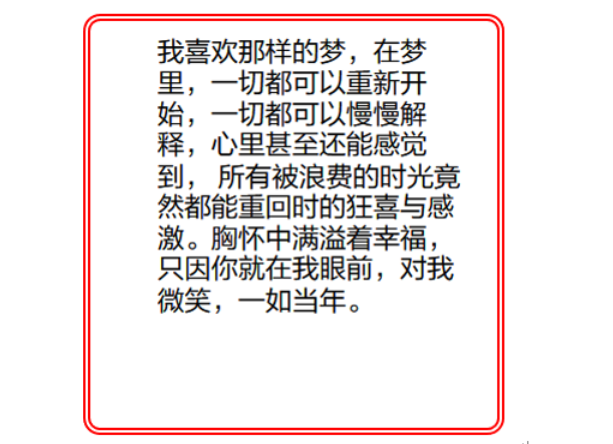 我喜欢那样的梦，在梦
里，一切都可以重新开
始，一切都可以慢慢解
释，心里甚至还能感觉
到， 所有被浪费的时光竟
然都能重回时的狂喜与感
激。胸怀中满溢着幸福，
只因你就在我眼前，对我
微笑，一如当年。